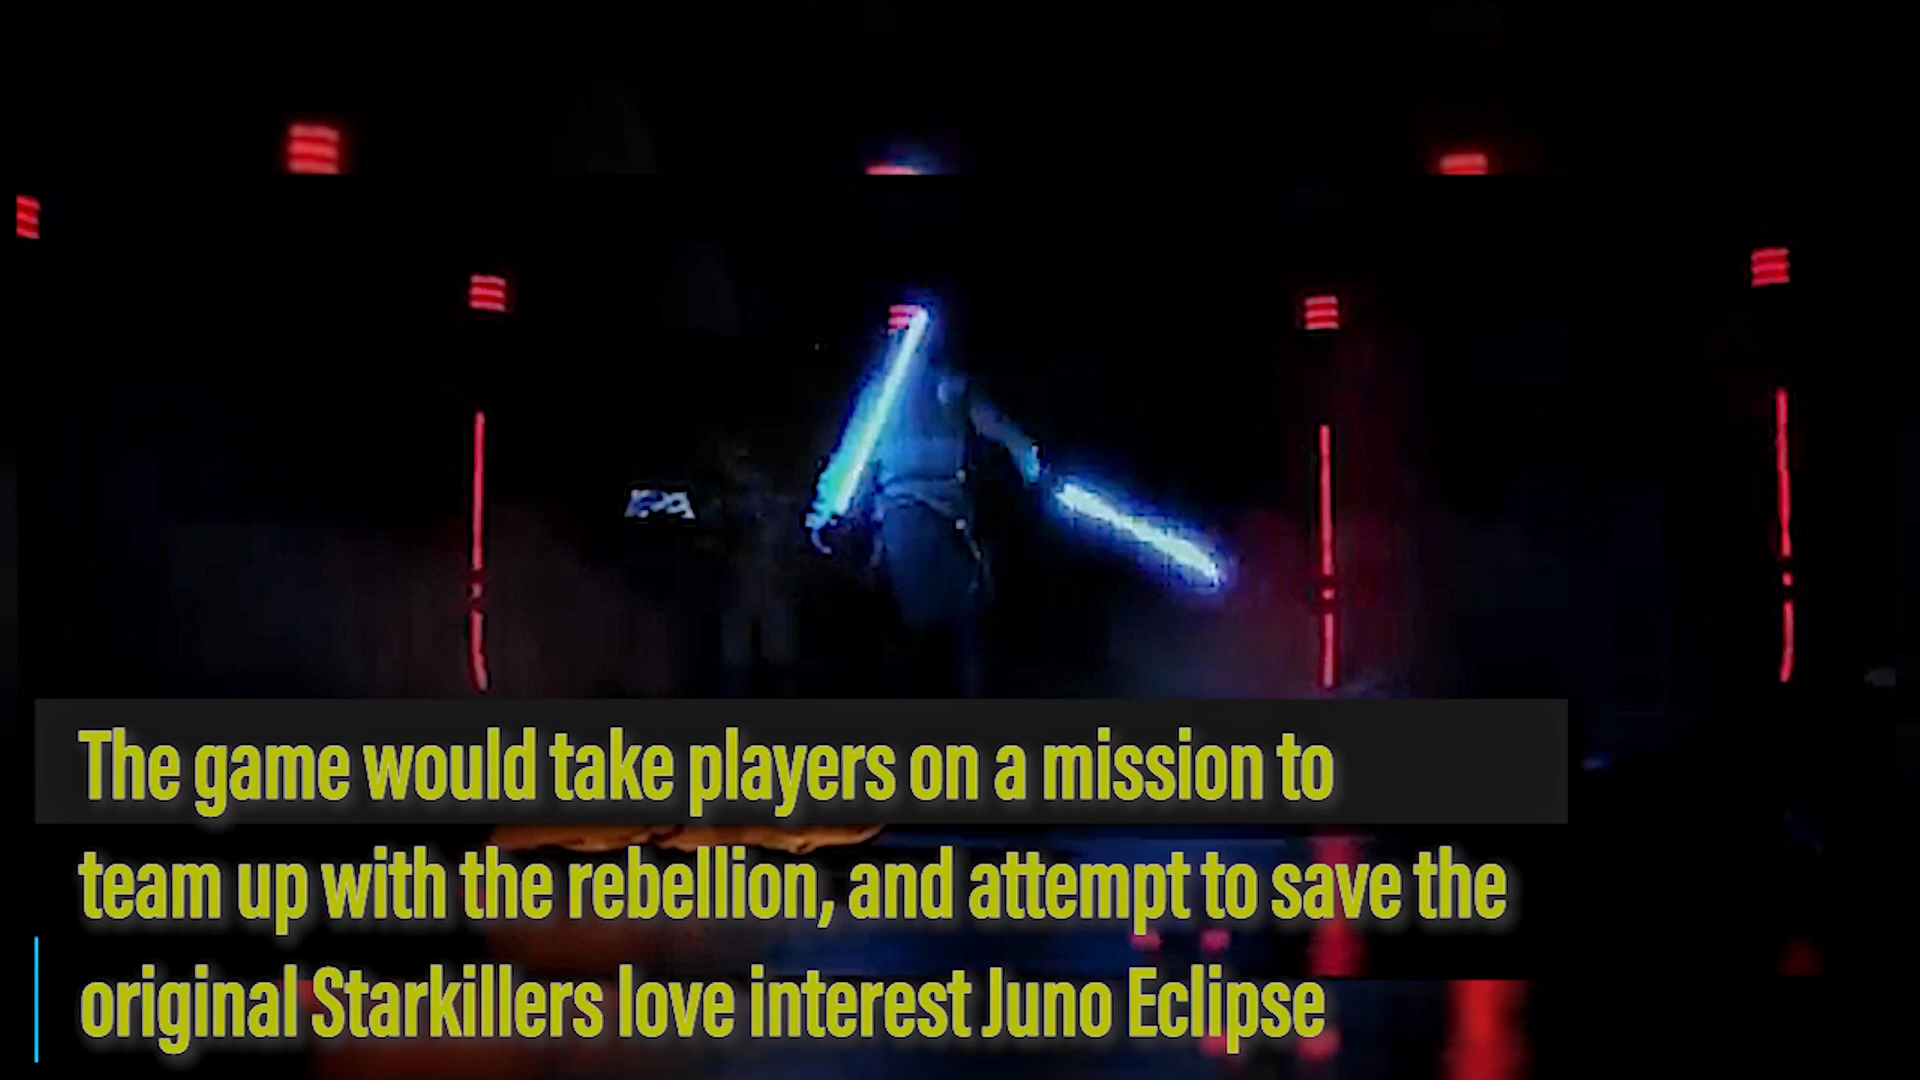 The game would take players on a mission to
team up with the rebellion, and attempt to save the
original Starkillers love interest Juno Eclipse